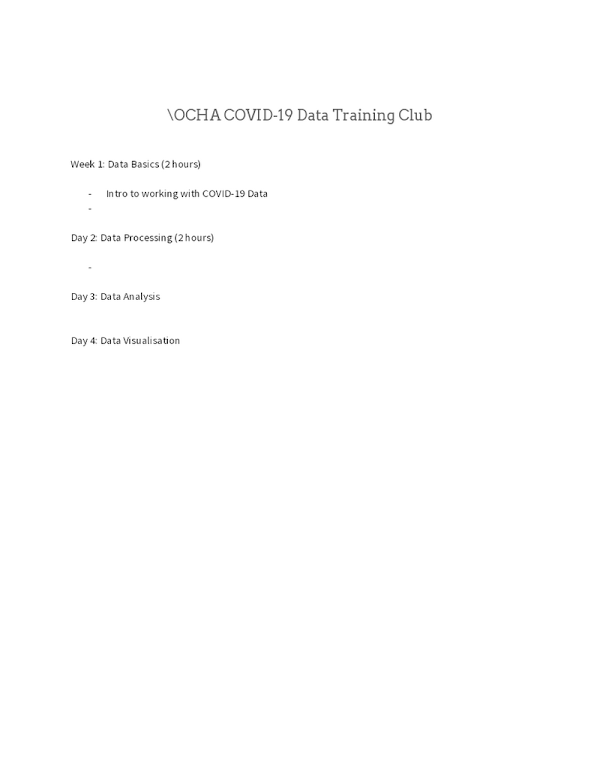 \OCHA COVID-19 Data Training Club
Week 1: Data Basics (2 hours)
- Intro to working with COVID-19 Data
-
Day 2: Data Processing (2 hours)
-
Day 3: Data Analysis
Day 4: Data Visualisation